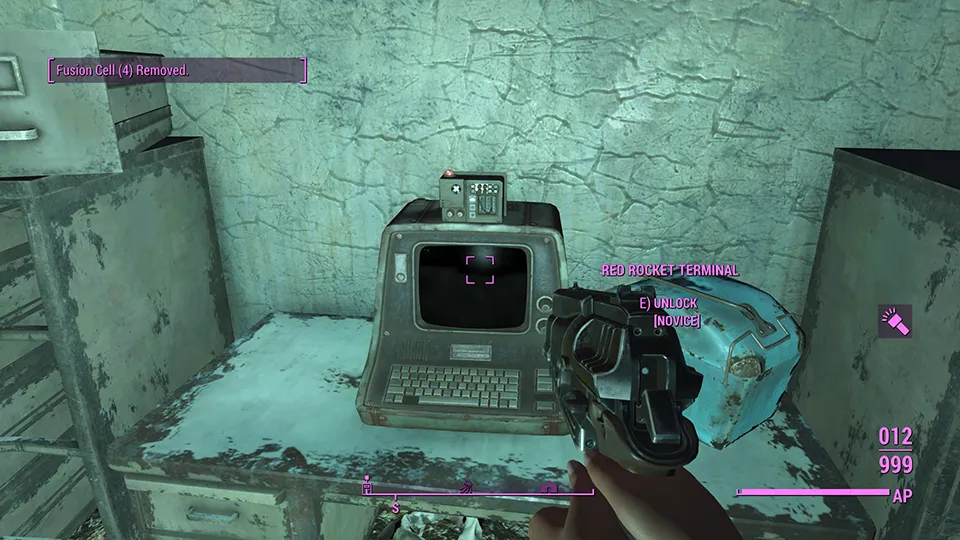 Fusion Cell (4) Removed.
RED ROCKET TERMINAL
E) UNLOCK
[NOVICE]
012
999
AP
S